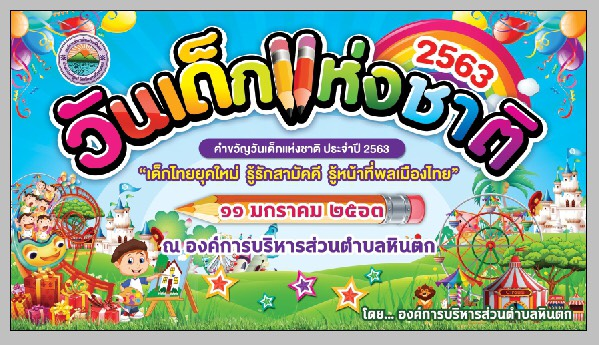 วันเด็กแห่งชาติ
2563
คำขวัญวันเด็กแห่งชาติ ประจำปี 2563
“เด็กไทยยุคใหม่ รู้รักสามัคคี รู้หน้าที่พลเมืองไทย”
๑๑ มกราคม ๒๕๖๓
ณ องค์การบริหารส่วนตำบลหินตก
โดย... องค์การบริหารส่วนตำบลหินตก